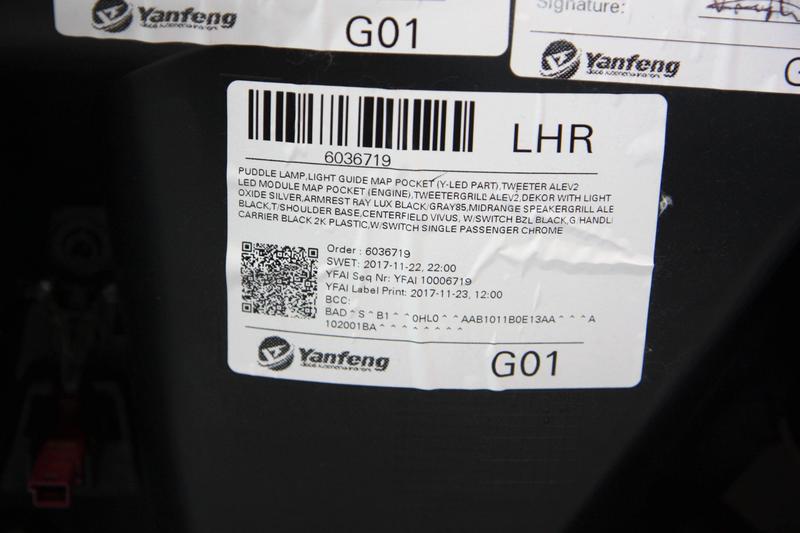 Yanfeng
G01
Signature:
Yanfeng
G
LHR
6036719
PUDDLE LAMP,LIGHT GUIDE MAP POCKET (Y-LED PART),TWEETER ALEV2
LED MODULE MAP POCKET (ENGINE),TWEETERGRILL ALEV2,DEKOR WITH LIGHT
OXIDE SILVER,ARMREST RAY LUX BLACK/GRAY85,MIDRANGE SPEAKERGRILL ALE
BLACK,T/SHOULDER BASE,CENTERFIELD VIVUS, W/SWITCH BZL BLACK,G.HANDL
CARRIER BLACK 2K PLASTIC,W/SWITCH SINGLE PASSENGER CHROME
Order : 6036719
SWET: 2017-11-22, 22:00
YFAI Seq Nr: YFAI 10006719
YFAI Label Print: 2017-11-23, 12:00
BCC:
BAD^S^B1^^0HL0^^AAB1011B0E13AA^^^A
102001BA^^^^^^^^
Yanfeng
G01